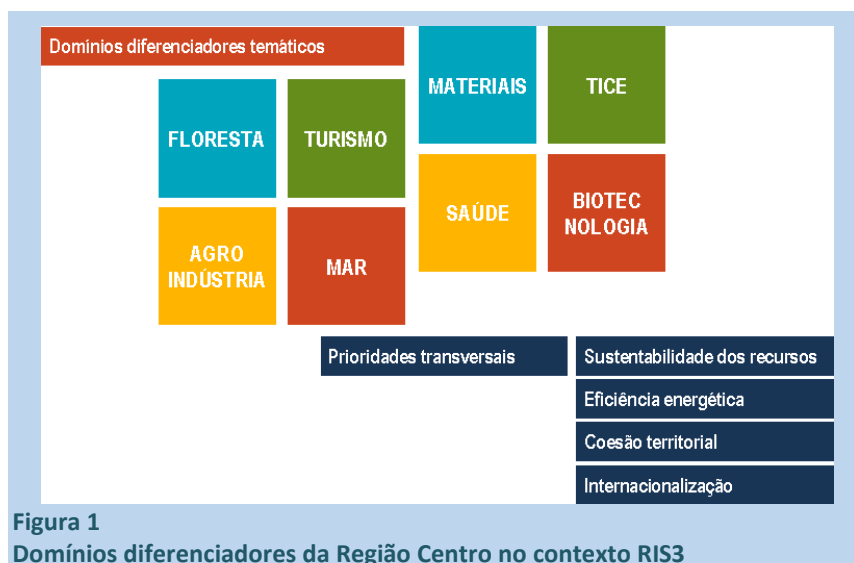 Domínios diferenciadores temáticos
MATERIAIS
TICE
FLORESTA
TURISMO
SAÚDE
BIOTEC
NOLOGIA
AGRO
INDÚSTRIA
MAR
Prioridades transversais
Sustentabilidade dos recursos
Eficiência energética
Coesão territorial
Internacionalização
Figura 1
Domínios diferenciadores da Região Centro no contexto RIS3